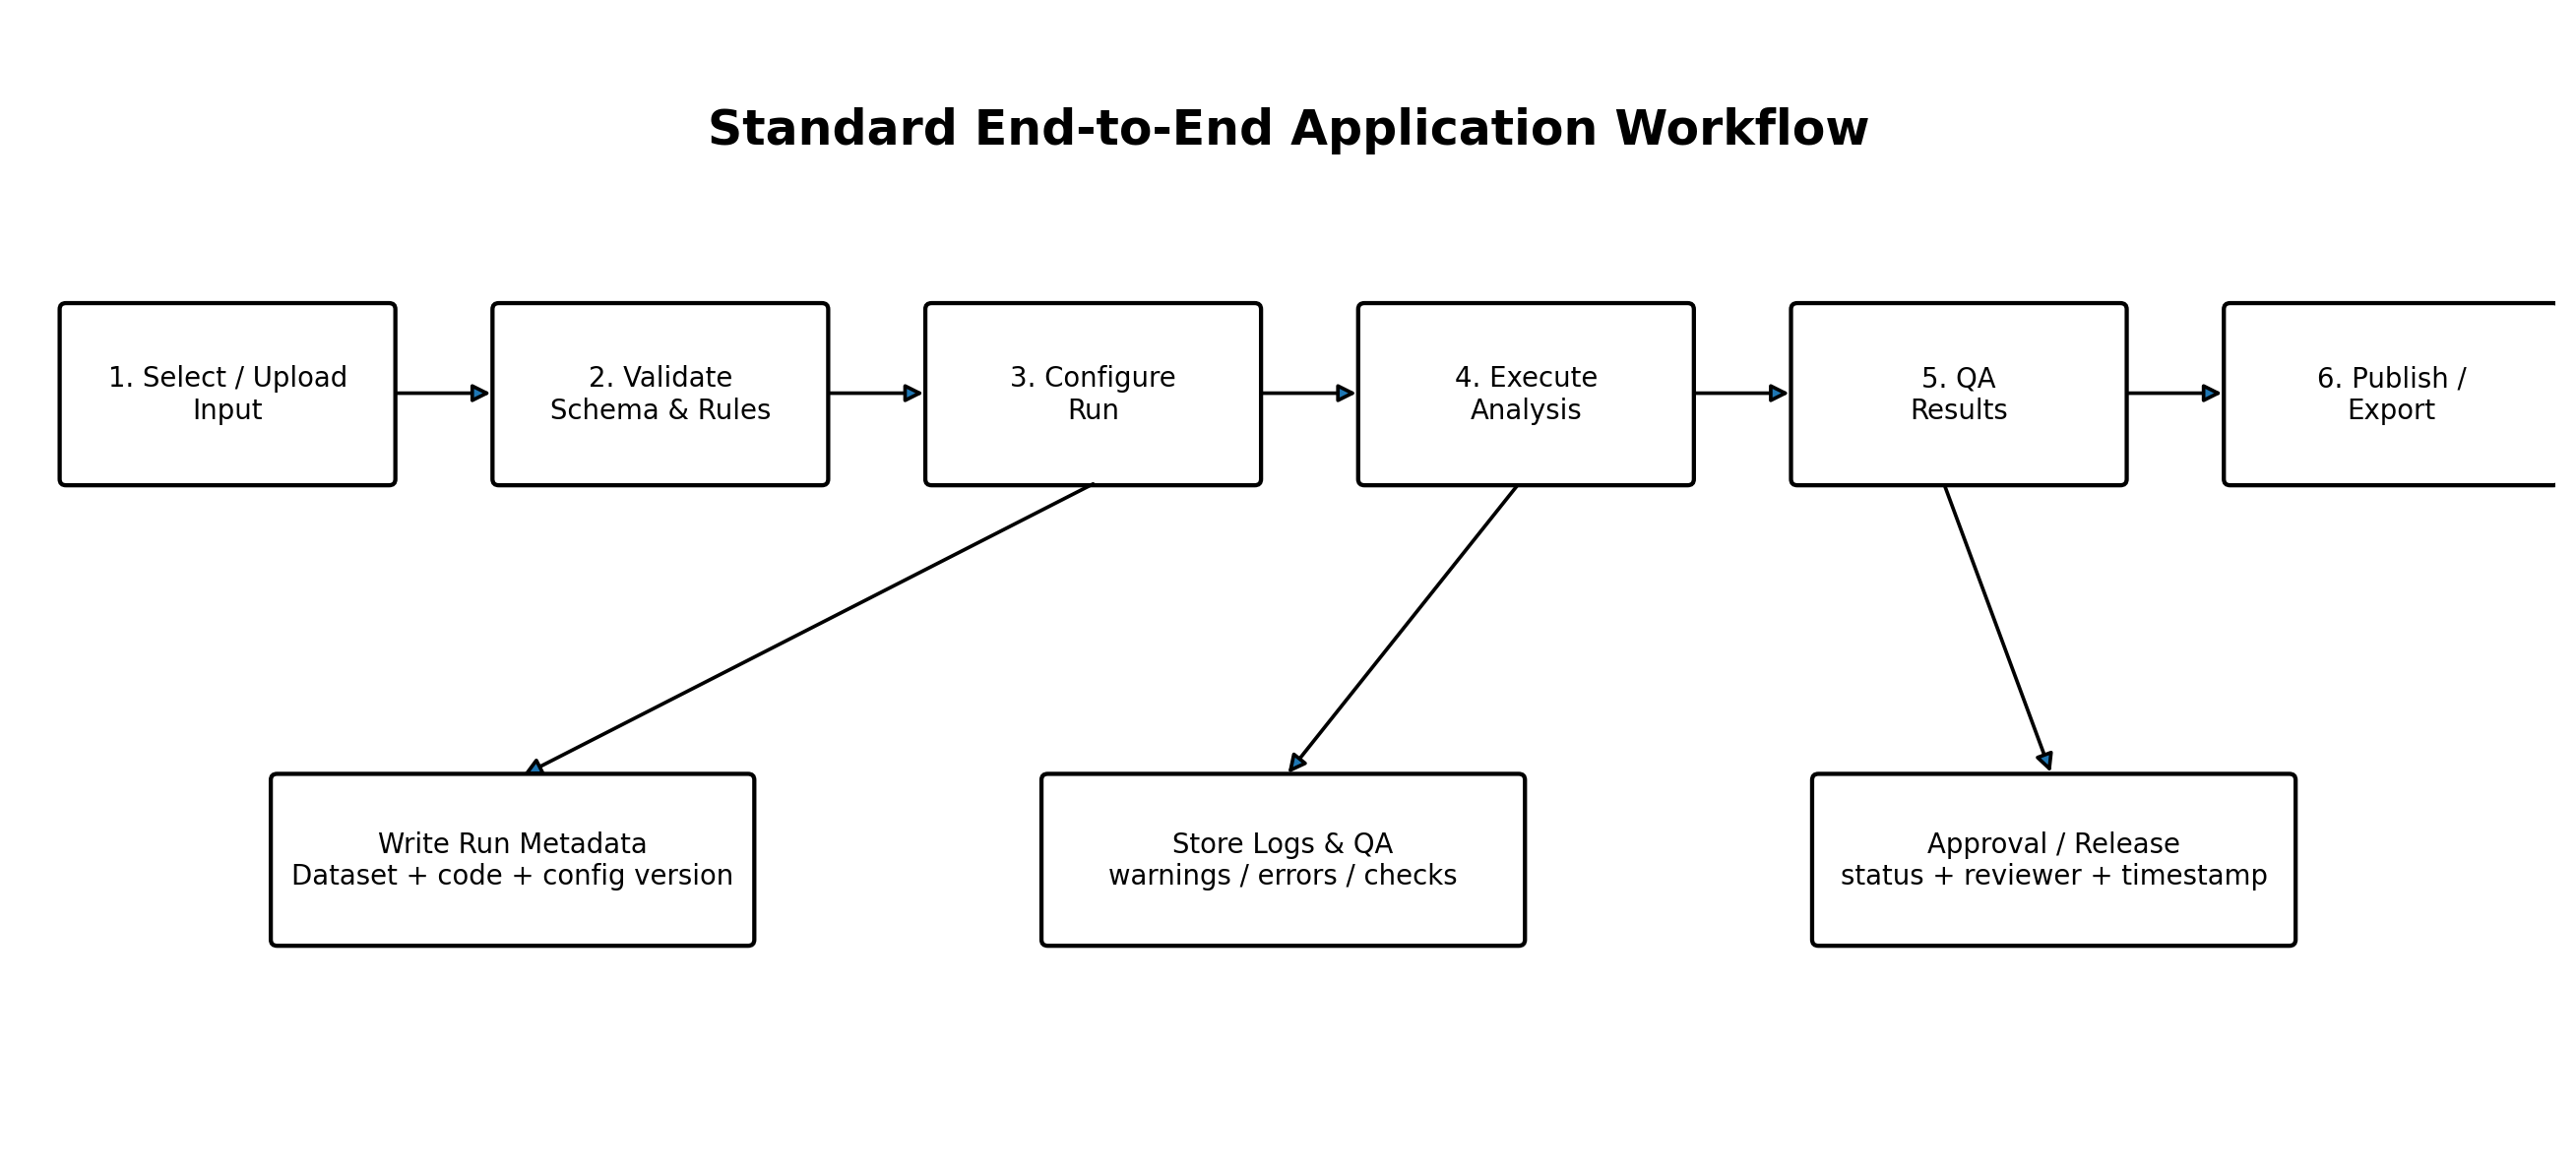 Standard End-to-End Application Workflow
1. Select / Upload
Input
2. Validate
Schema & Rules
3. Configure
Run
4. Execute
Analysis
5. QA
Results
6. Publish /
Export
Write Run Metadata
Dataset + code + config version
Store Logs & QA
warnings / errors / checks
Approval / Release
status + reviewer + timestamp